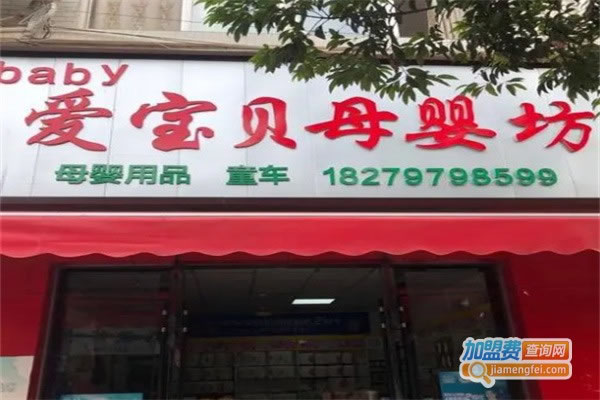 baby
爱宝贝母婴坊
母婴用品 童车 18279798599
加盟费查询网
jiamengfei.com